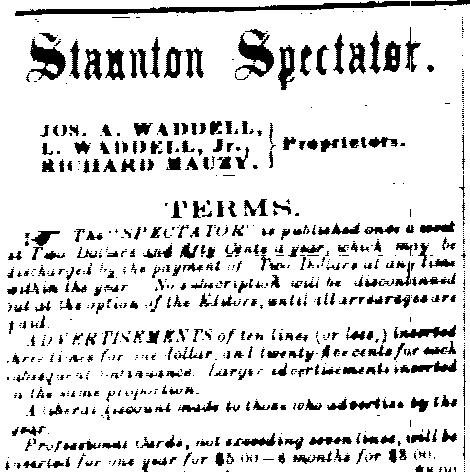 Staunton Spectator.
JOS. A. WADDELL,
L. WADDELL, Jr.,
RICHARD MAUZY.
Proprietors.
TERMS.
The "SPECTATOR" is published once a week
at Two Dollars and fifty Cents a year, which may be
discharged by the payment of Two Dollars at any time
within the year. No subscription will be discontinued
but at the option of the Editors, until all arrearages are
paid.
ADVERTISEMENTS of ten lines (or less,) inserted
three times for one dollar, and twenty-five cents for each
subsequent continuance. Larger advertisements inserted
in the same proportion.
A liberal discount made to those who advertise by the
year.
Professional Cards, not exceeding seven lines, will be
inserted for one year for $5.00—6 months for $3.00.